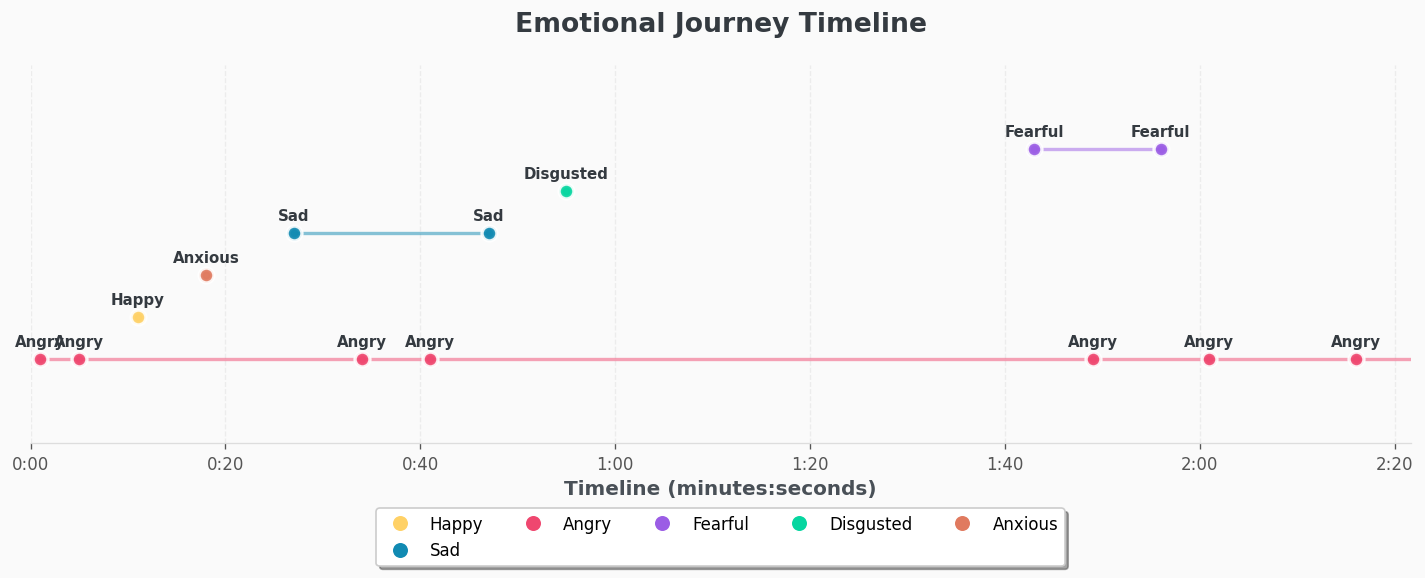 Emotional Journey Timeline
Fearful Fearful
Disgusted
Sad Sad
Anxious
Happy
Angry Angry Angry Angry Angry Angry Angry
0:00 0:20 0:40 1:00 1:20 1:40 2:00 2:20
Timeline (minutes:seconds)
Happy Angry Fearful Disgusted Anxious
Sad